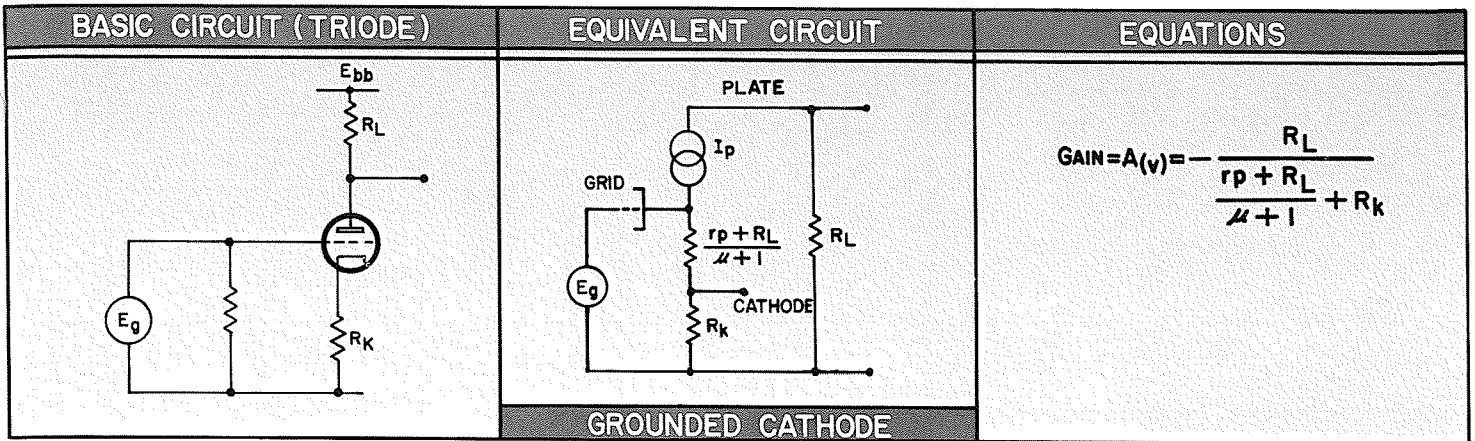 BASIC CIRCUIT (TRIODE)
EQUIVALENT CIRCUIT
EQUATIONS
Ebb
RL
Eg
RK
PLATE
Ip
GRID
rp + RL
μ + 1
RL
Eg
CATHODE
Rk
GAIN = A(v) = - RL
rp + RL
μ + 1
+ Rk
GROUNDED CATHODE